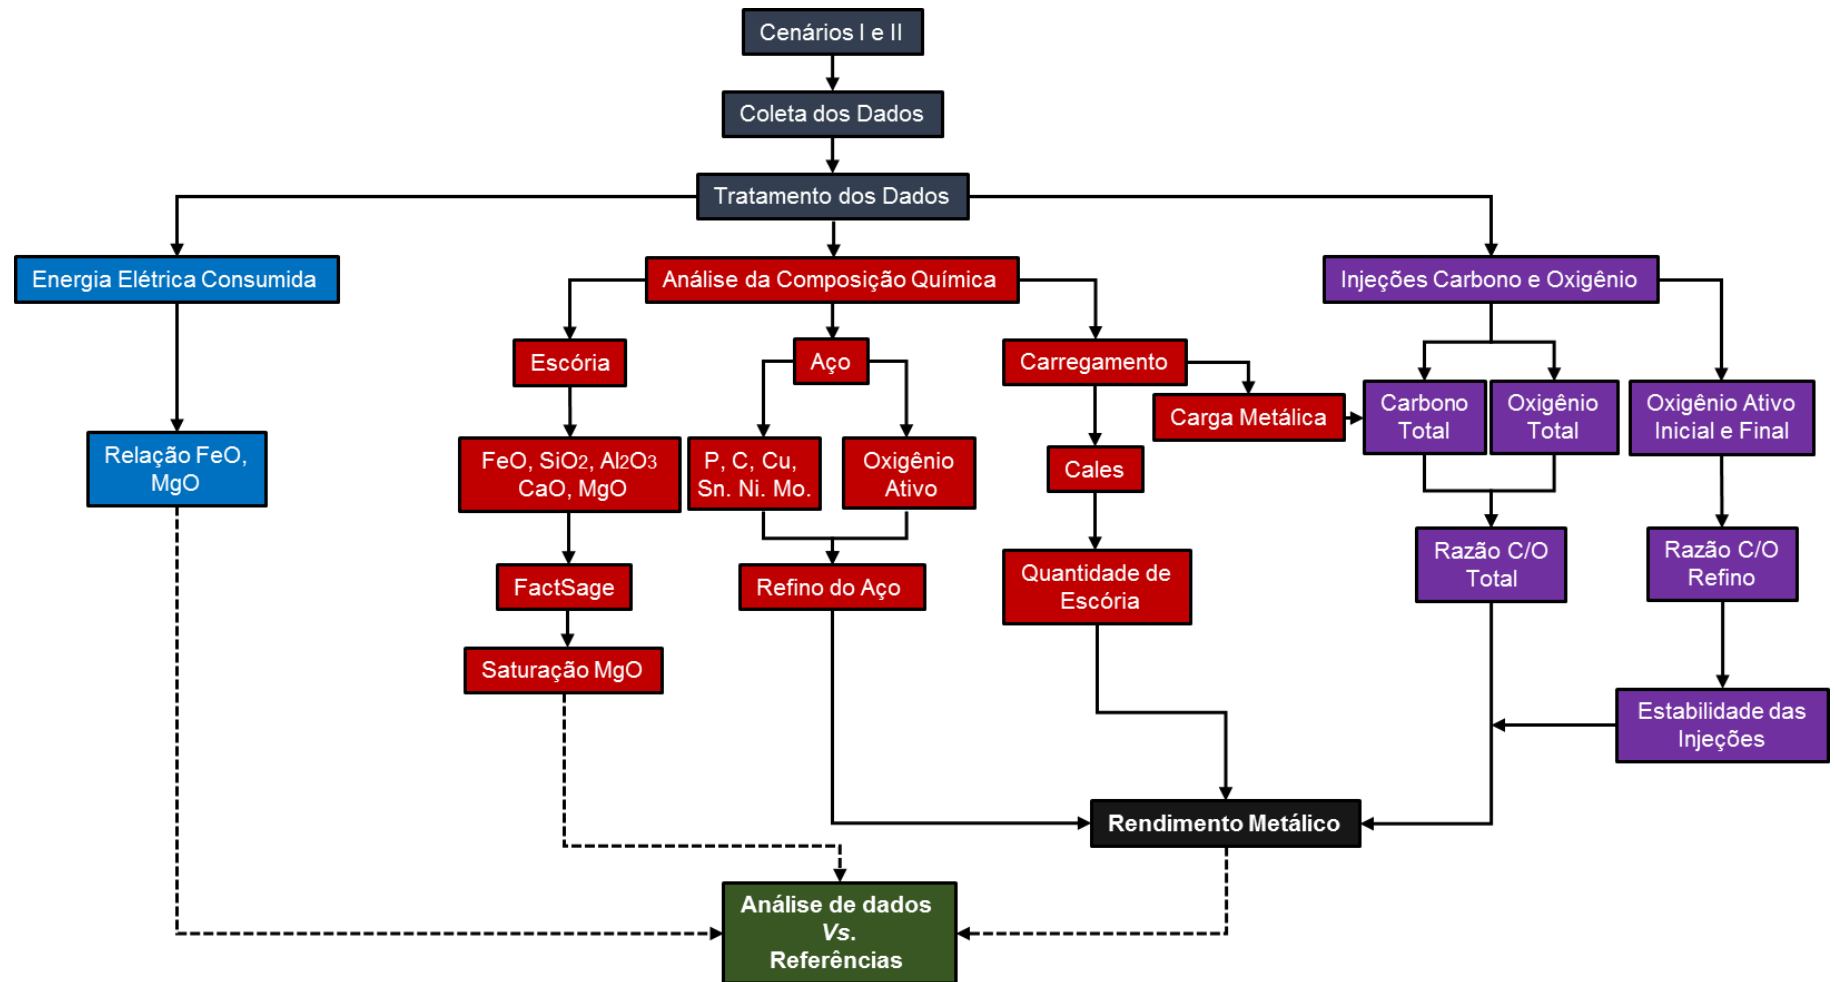 Cenários I e II
Coleta dos Dados
Tratamento dos Dados
Energia Elétrica Consumida
Análise da Composição Química
Injeções Carbono e Oxigênio
Escória
Aço
Carregamento
Carga Metálica
Carbono
Total
Oxigênio
Total
Oxigênio Ativo
Inicial e Final
Relação FeO,
MgO
FeO, SiO2, Al2O3
CaO, MgO
P, C, Cu,
Sn. Ni. Mo.
Oxigênio
Ativo
Cales
Razão C/O
Total
Razão C/O
Refino
FactSage
Refino do Aço
Quantidade de
Escória
Saturação MgO
Estabilidade das
Injeções
Rendimento Metálico
Análise de dados
Vs.
Referências